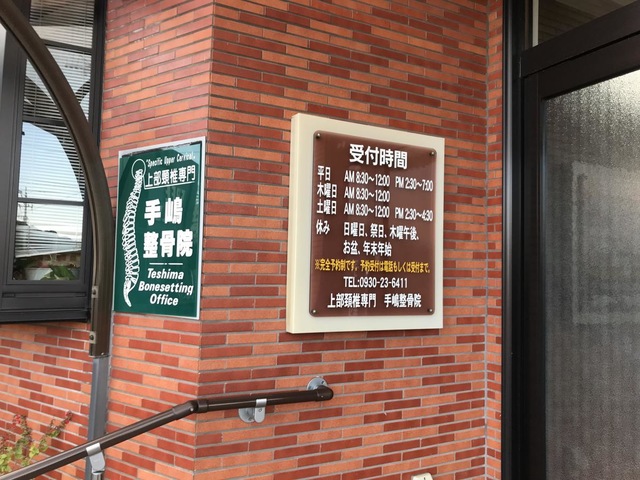 "Specific Upper Cervical"
上部頚椎専門
手嶋
整骨院
Teshima
Bonesetting
Office
受付時間
平日 AM 8:30〜12:00 PM 2:30〜7:00
木曜日 AM 8:30〜12:00
土曜日 AM 8:30〜12:00 PM 2:30〜4:30
休み 日曜日、祭日、木曜午後、
お盆、年末年始
※完全予約制です。予約受付は電話もしくは受付まで。
TEL:0930-23-6411
上部頚椎専門 手嶋整骨院